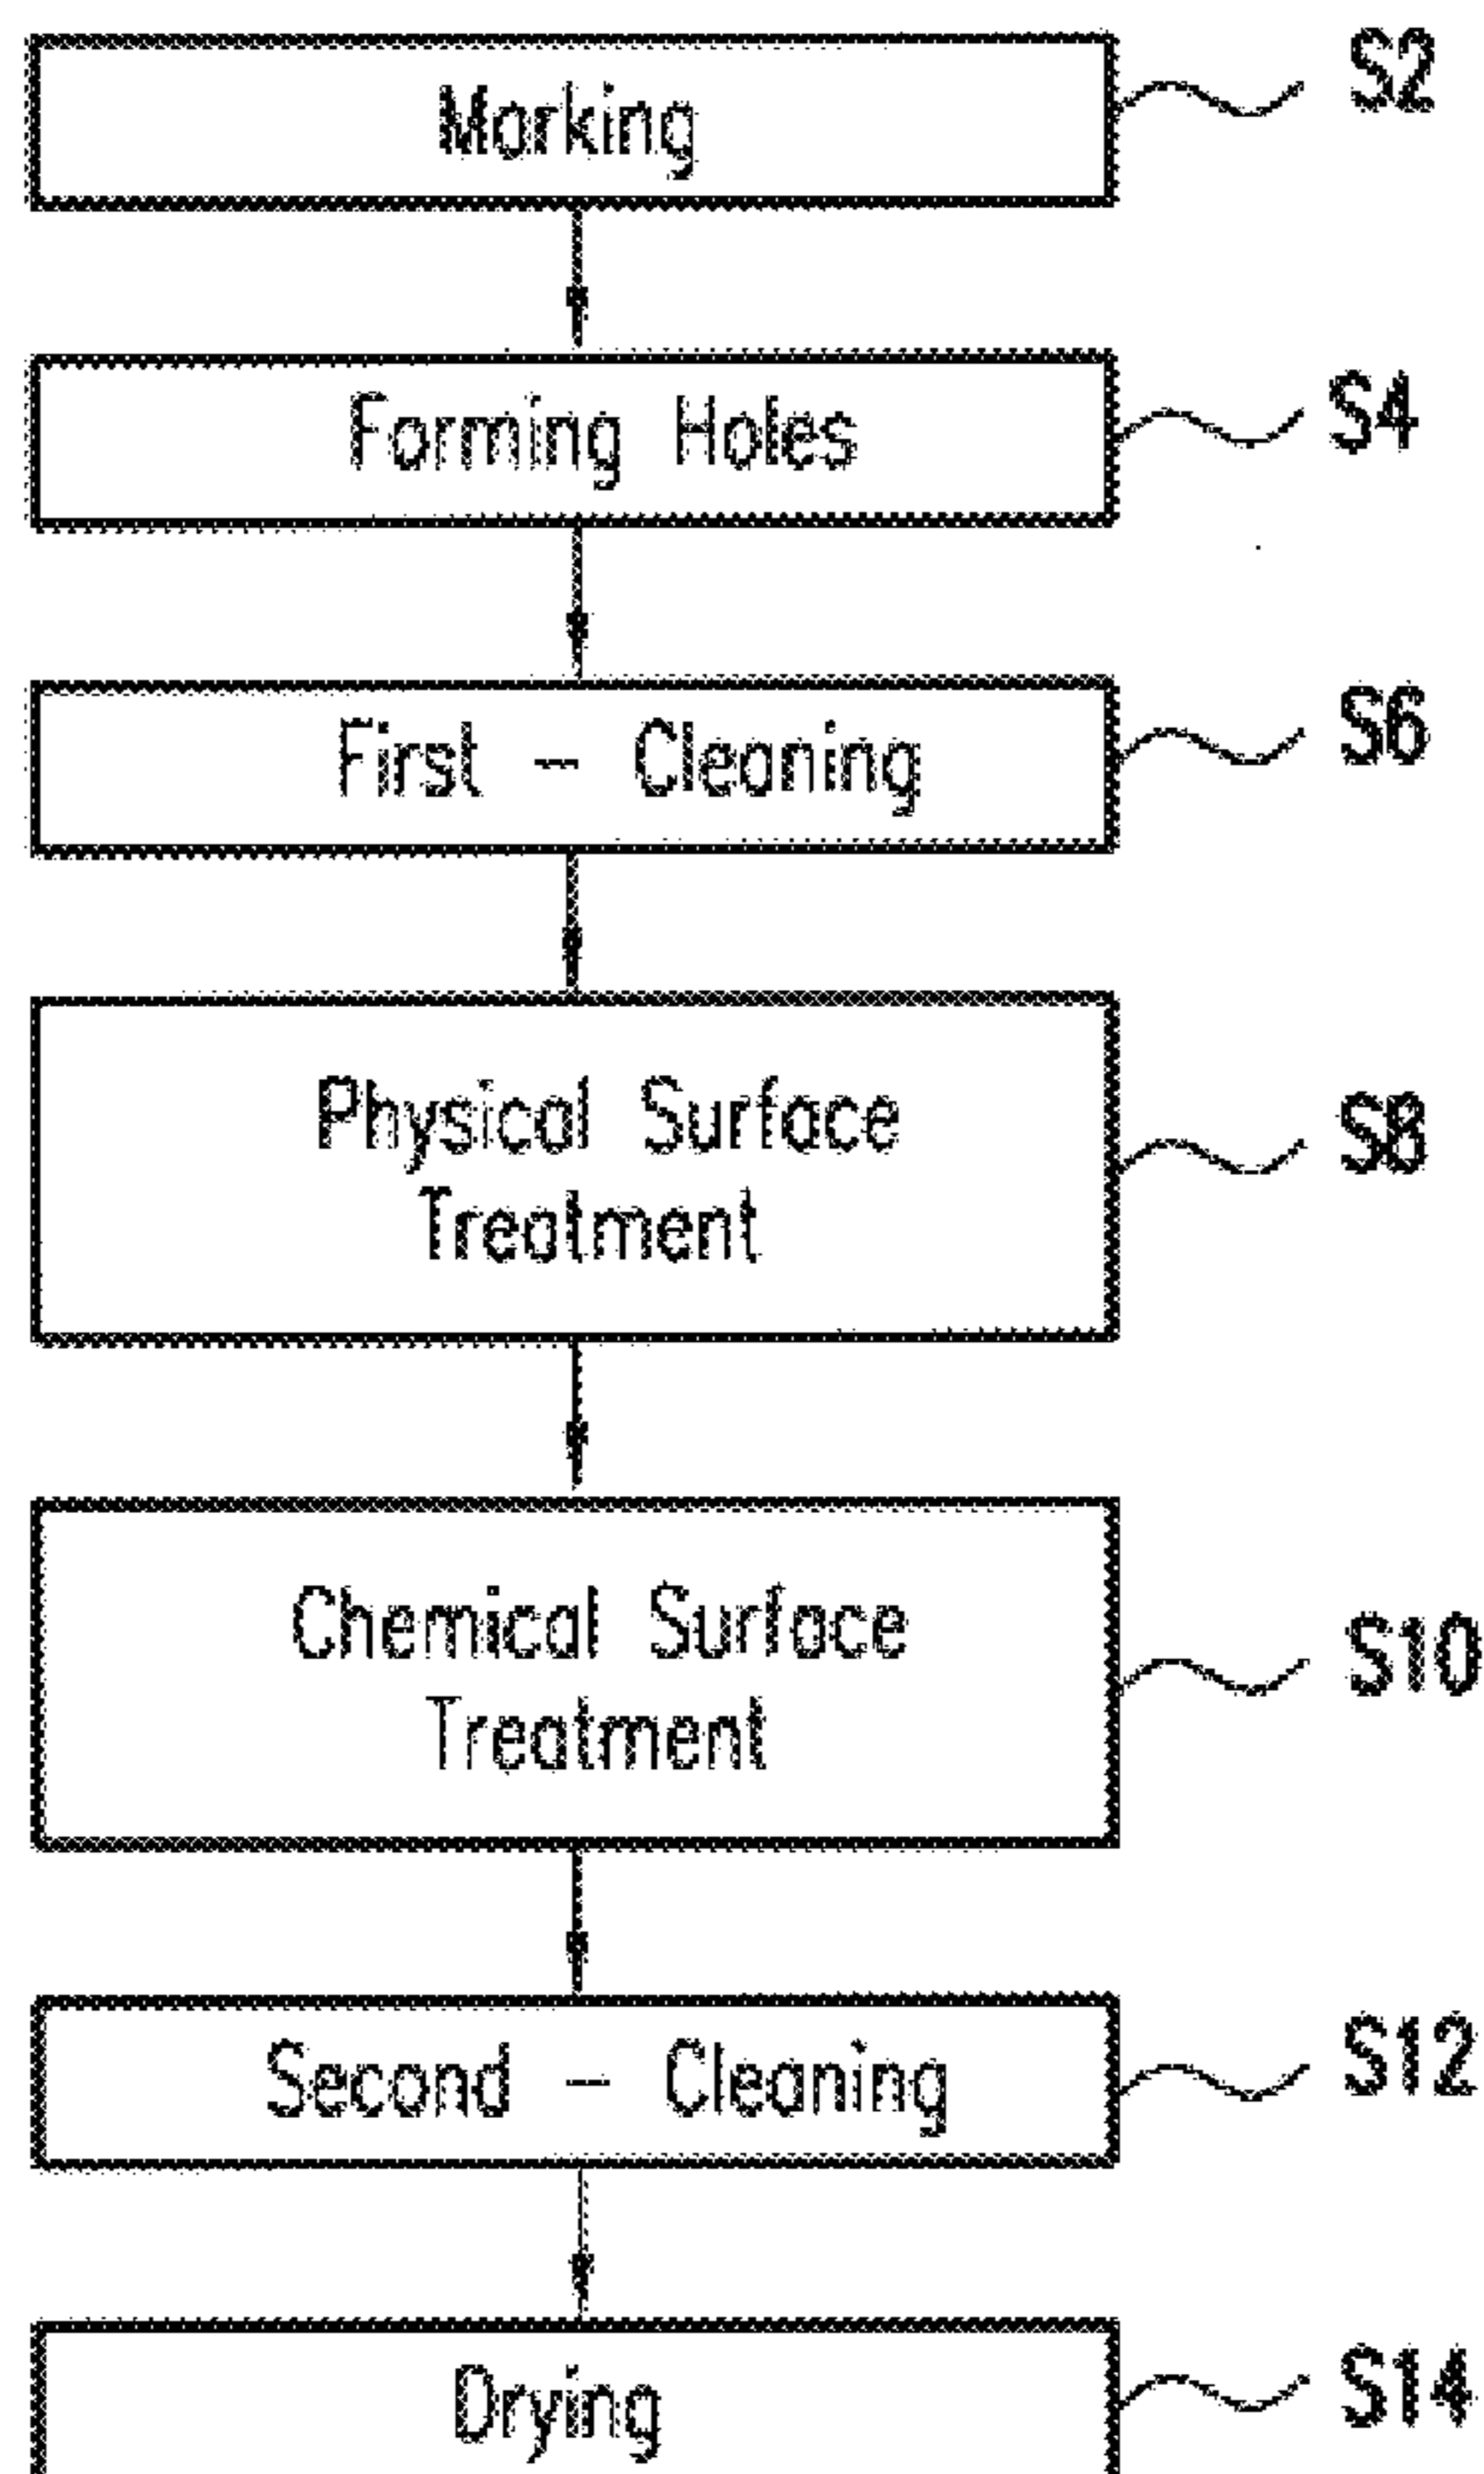 Marking
S2
Forming Holes
S4
First - Cleaning
S6
Physical Surface
Treatment
S8
Chemical Surface
Treatment
S10
Second - Cleaning
S12
Drying
S14